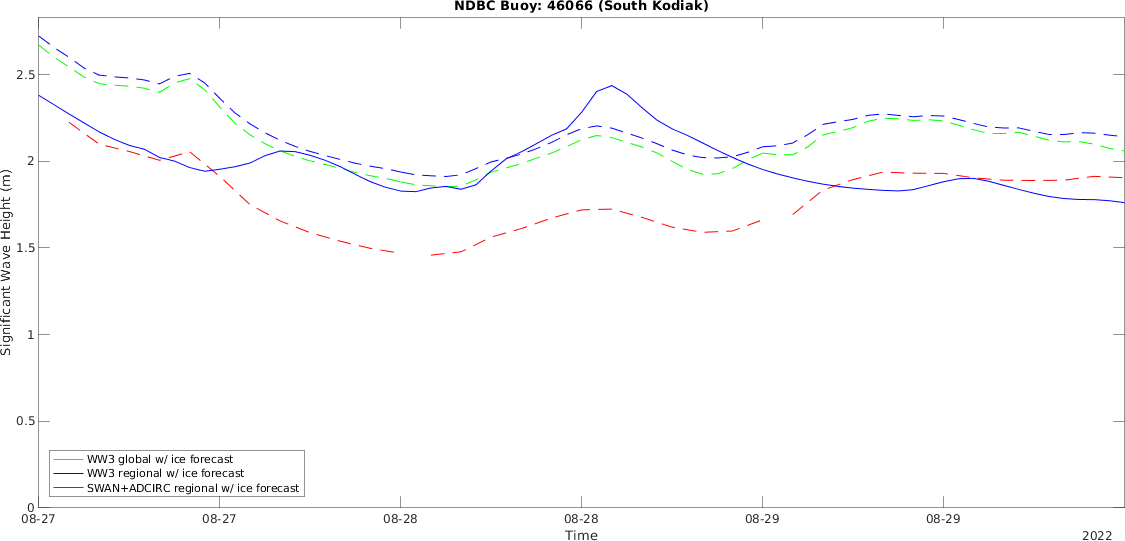 NDBC Buoy: 46066 (South Kodiak)
Significant Wave Height (m)
2.5
2
1.5
1
0.5
0
WW3 global w/ ice forecast
WW3 regional w/ ice forecast
SWAN+ADCIRC regional w/ ice forecast
08-27 08-27 08-28 08-28 08-29 08-29
Time
2022